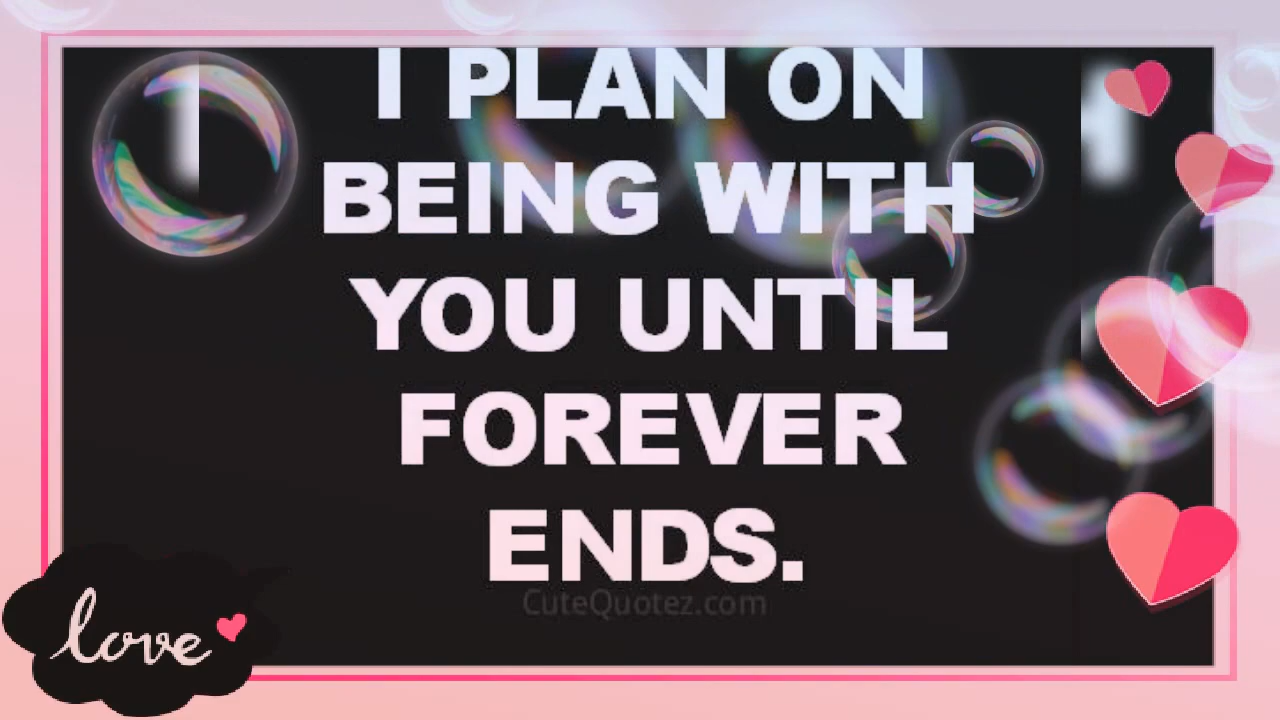 I PLAN ON
BEING WITH
YOU UNTIL
FOREVER
ENDS.
CuteQuotez.com
love